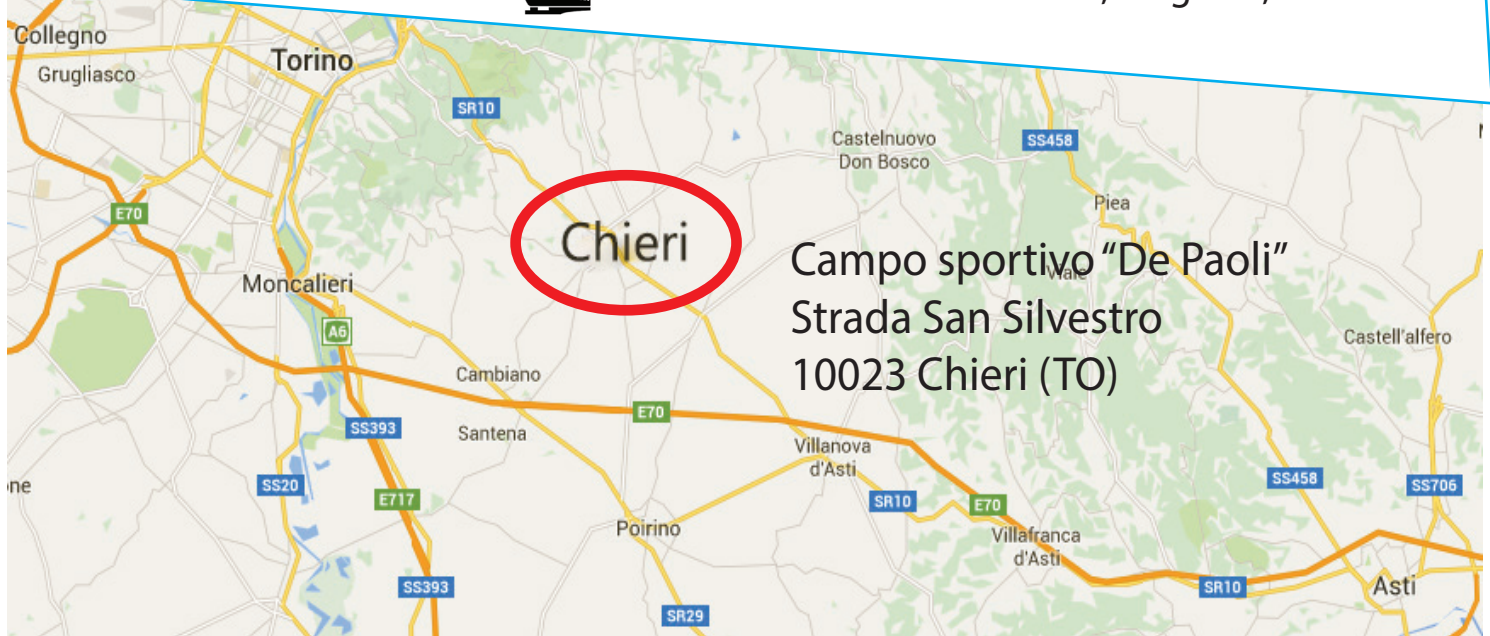 Collegno
Torino
Grugliasco
SR10
Castelnuovo
Don Bosco
SS458
E70
Piea
Chieri
Moncalieri
Campo sportivo “De Paoli”
Viale
Strada San Silvestro
A6
Castell'alfero
10023 Chieri (TO)
Cambiano
E70
SS393
Santena
Villanova
d'Asti
SS20
E717
SR10
E70
SS458
SS706
Poirino
Villafranca
d'Asti
SS393
SR10
Asti
SR29